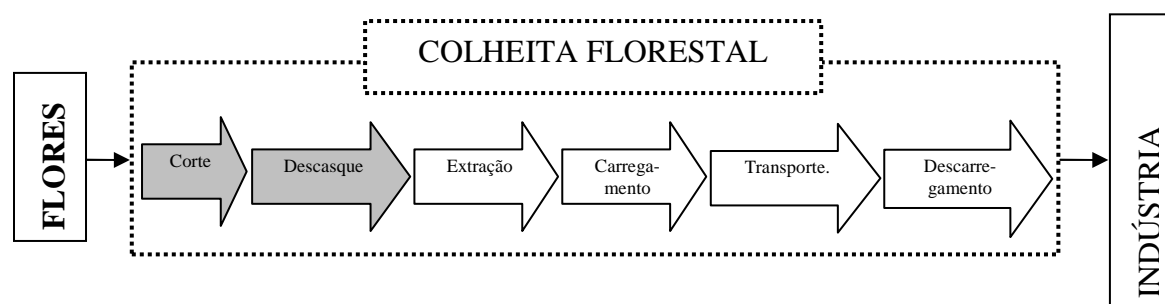 COLHEITA FLORESTAL
FLORES
Corte
Descasque
Extração
Carrega-
mento
Transporte.
Descarre-
gamento
INDÚSTRIA